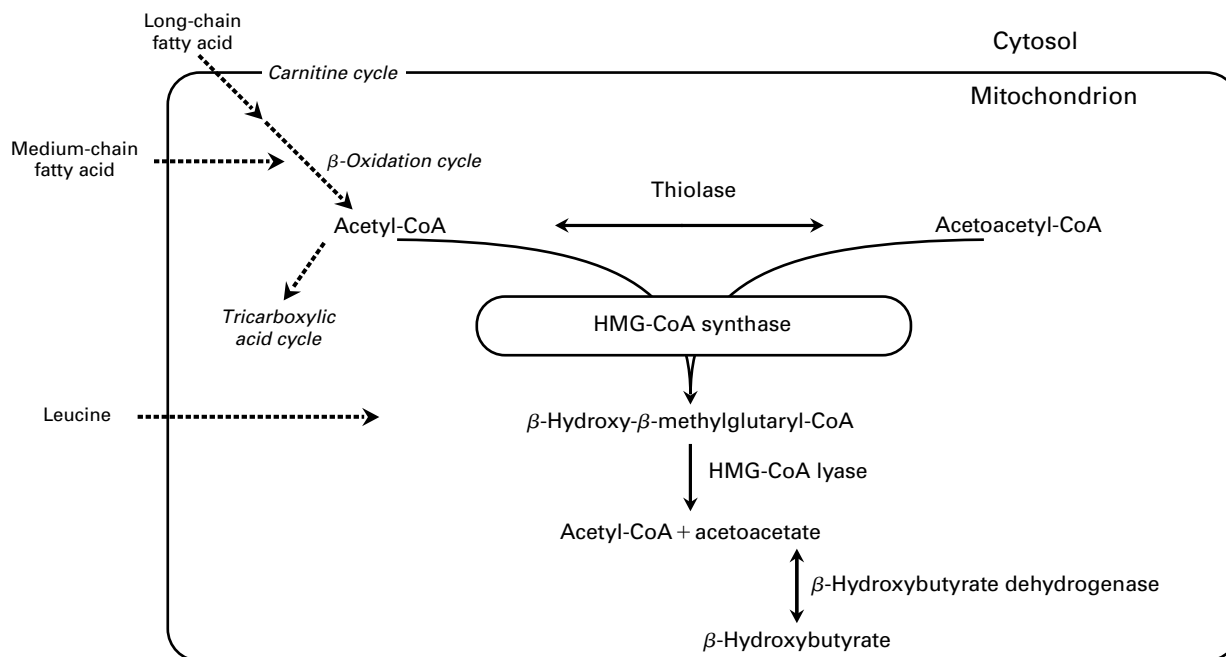 Long-chain
fatty acid
Cytosol
Carnitine cycle
Mitochondrion
Medium-chain
fatty acid
β-Oxidation cycle
Thiolase
Acetyl-CoA
Acetoacetyl-CoA
Tricarboxylic
acid cycle
HMG-CoA synthase
Leucine
β-Hydroxy-β-methylglutaryl-CoA
HMG-CoA lyase
Acetyl-CoA + acetoacetate
β-Hydroxybutyrate dehydrogenase
β-Hydroxybutyrate